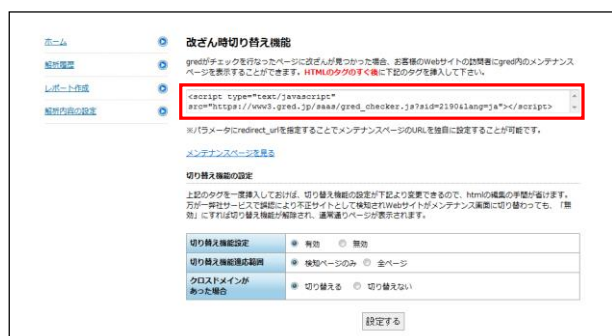 ホーム
解析履歴
レポート作成
解析内容の設定
改ざん時切り替え機能
gredがチェックを行なったページに改ざんが見つかった場合、お客様のWebサイトの訪問者にgred内のメンテナンス
ページを表示することができます。HTMLのタグのすぐ後に下記のタグを挿入して下さい。
<script type="text/javascript"
src="https://www3.gred.jp/saas/gred_checker.js?sid=2190&lang=ja"></script>
※パラメータにredirect_urlを指定することでメンテナンスページのURLを独自に設定することが可能です。
メンテナンスページを見る
切り替え機能の設定
上記のタグを一度挿入しておけば、切り替え機能の設定が下記より変更できるので、htmlの編集の手間が省けます。
万が一弊社サービスで誤認により不正サイトとして検知されWebサイトがメンテナンス画面に切り替わっても、「無
効」にすれば切り替え機能が解除され、通常通りページが表示されます。
切り替え機能設定 有効 無効
切り替え機能適応範囲 検知ページのみ 全ページ
クロスドメインが
あった場合 切り替える 切り替えない
設定する